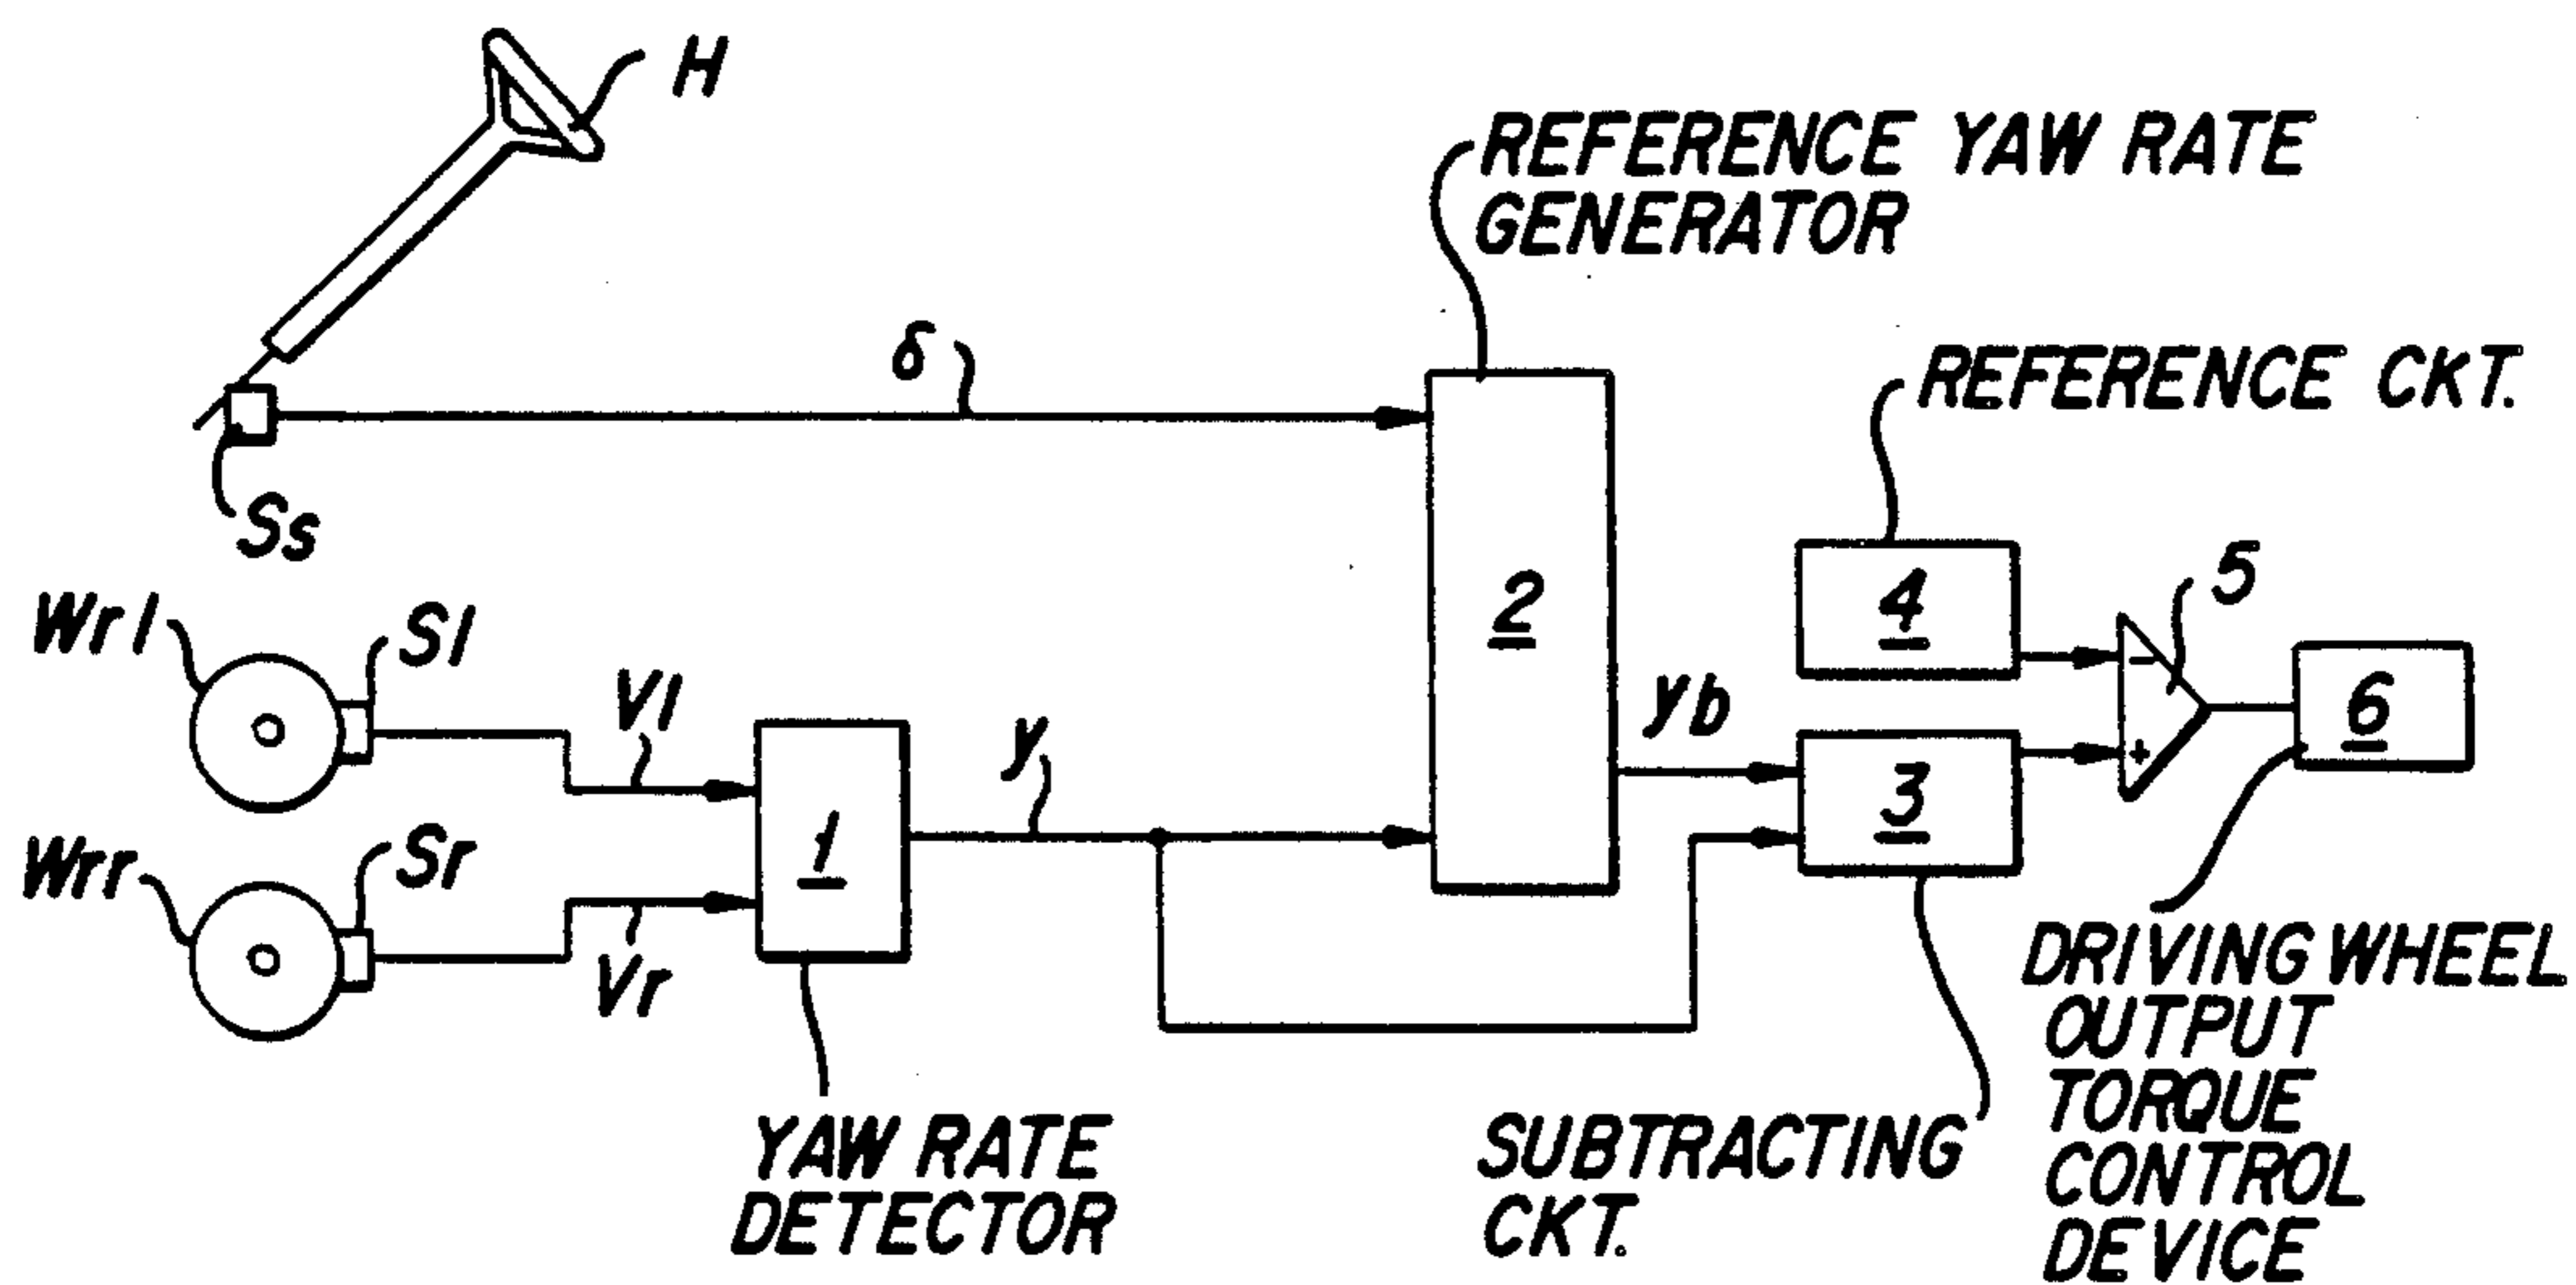 H
REFERENCE YAW RATE
GENERATOR
δ
REFERENCE CKT.
Ss
2
4
5
Wrl
Sl
Vl
y
yb
6
1
3
Wrr
Sr
Vr
-
+
YAW RATE
DETECTOR
SUBTRACTING
CKT.
DRIVING WHEEL
OUTPUT
TORQUE
CONTROL
DEVICE